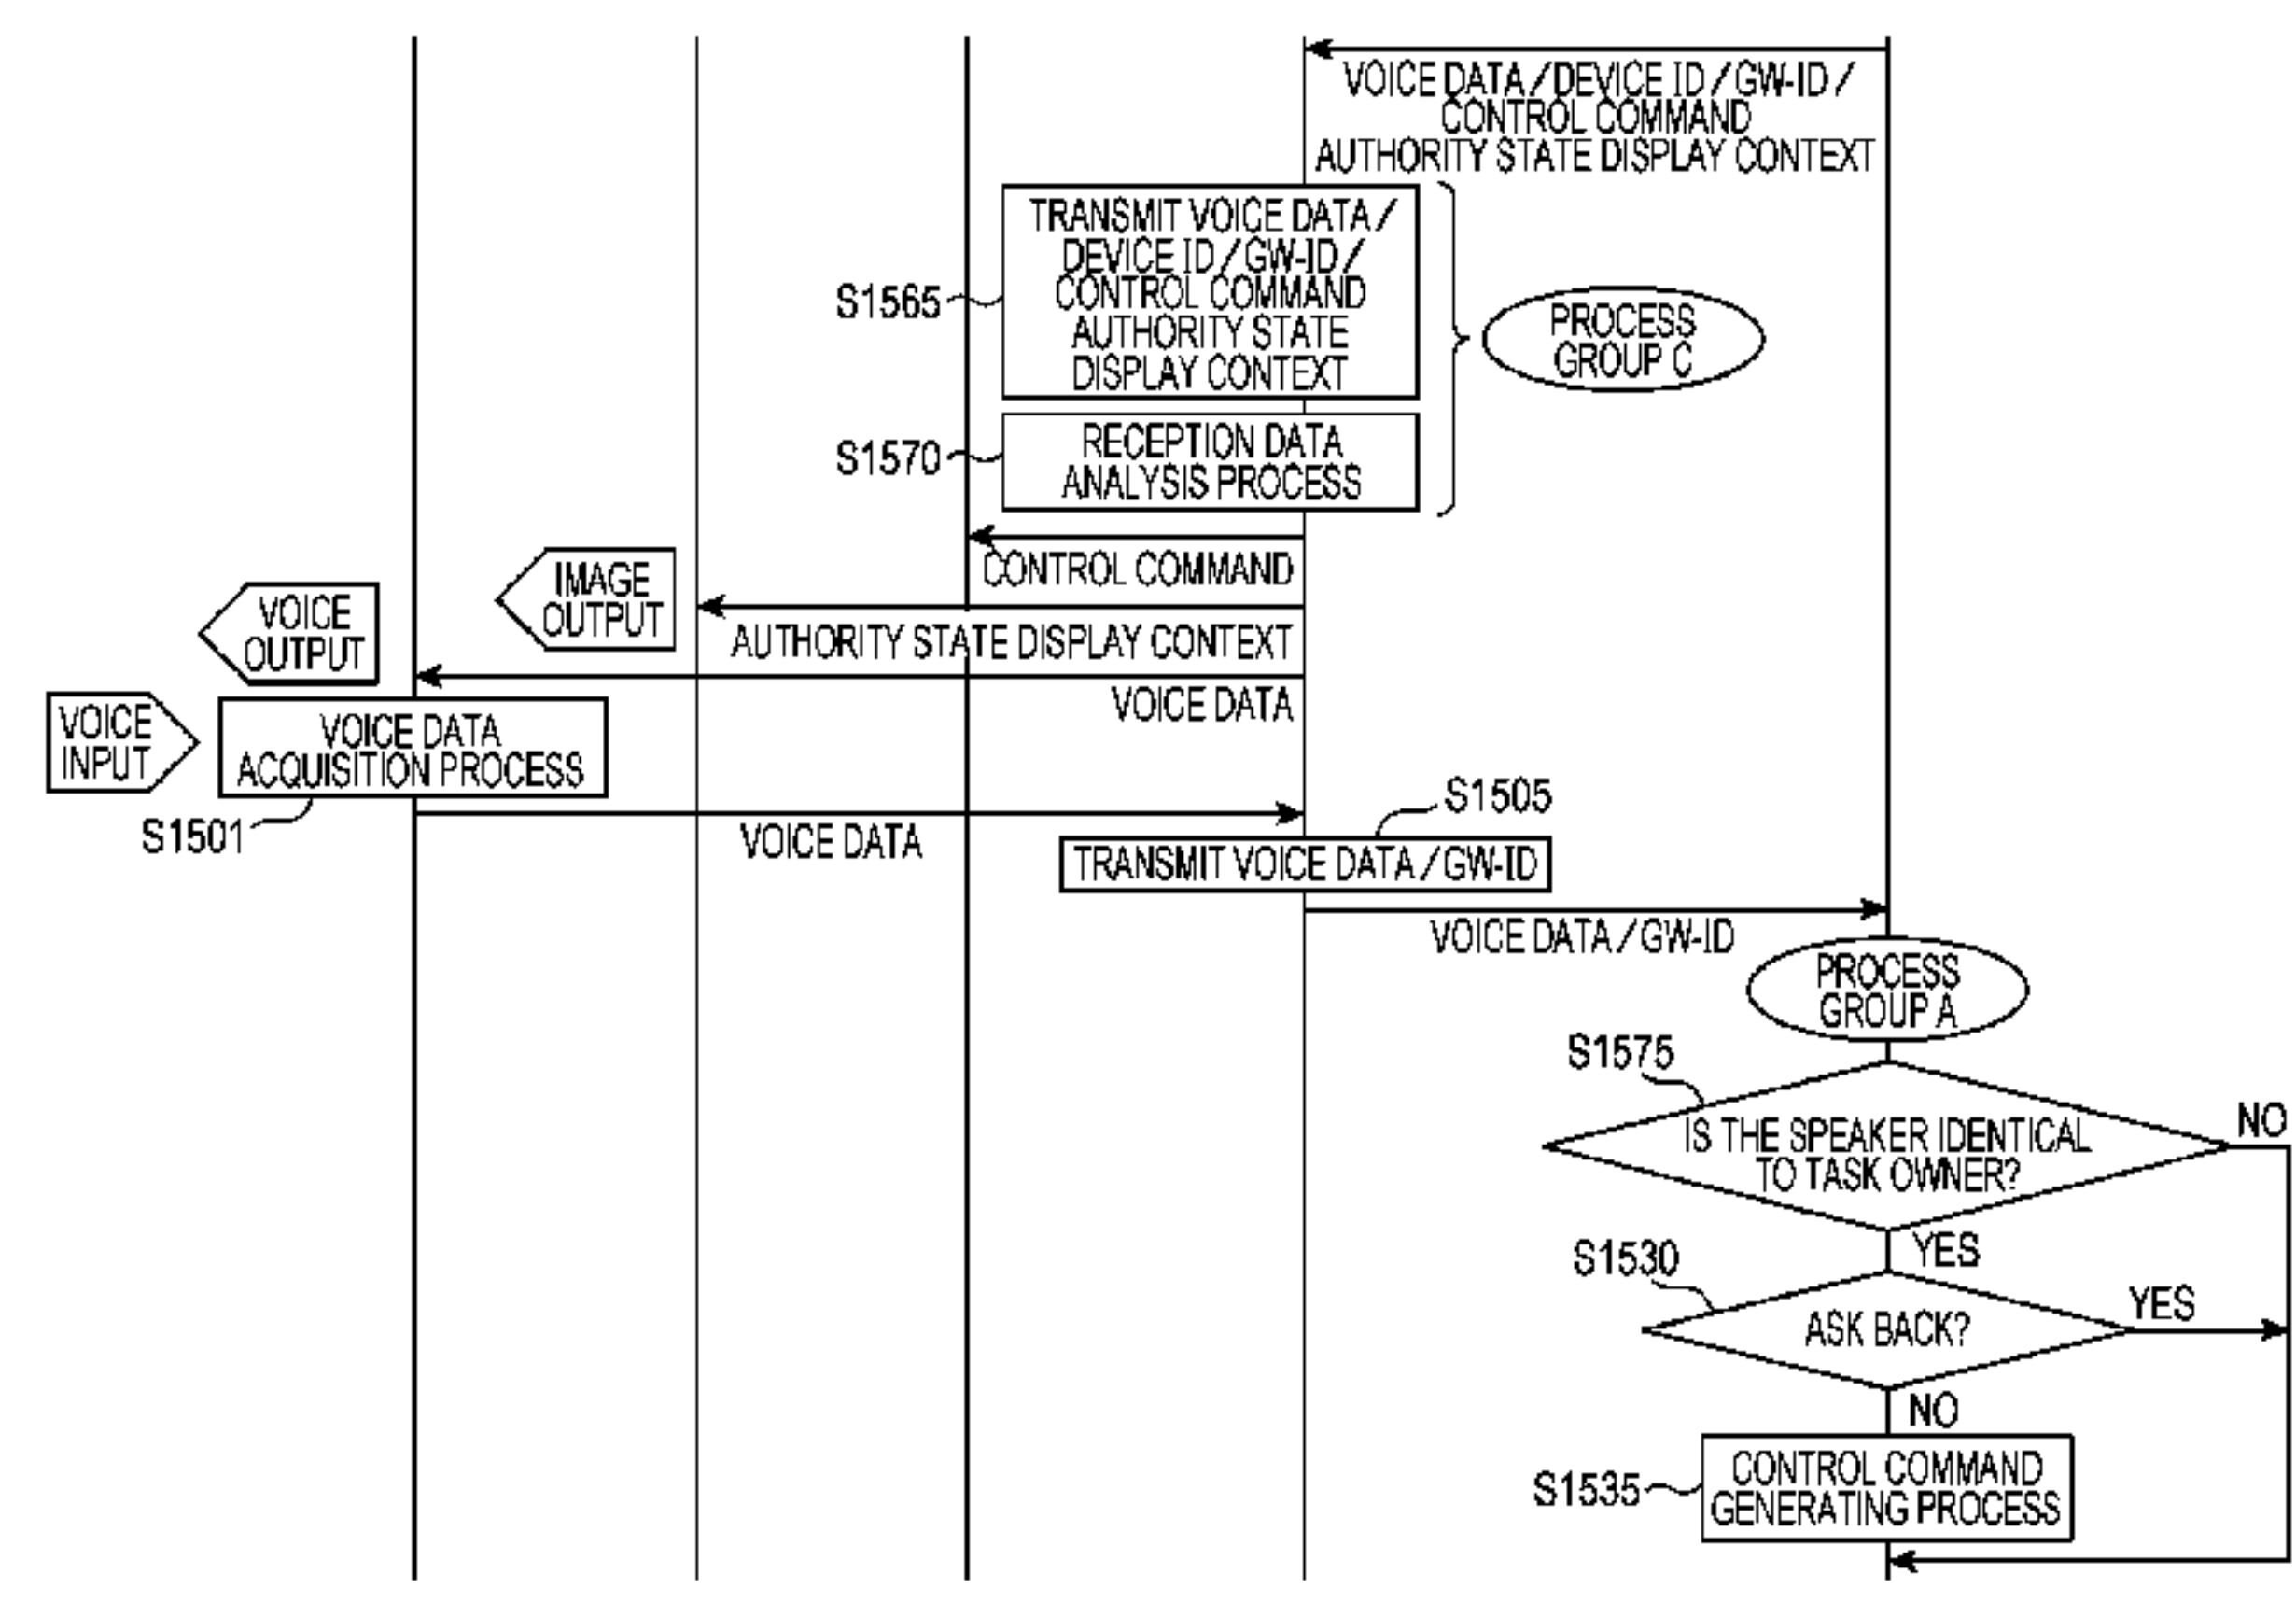 VOICE DATA/DEVICE ID/GW-ID/
CONTROL COMMAND
AUTHORITY STATE DISPLAY CONTEXT
TRANSMIT VOICE DATA/
DEVICE ID/GW-ID/
CONTROL COMMAND
AUTHORITY STATE
DISPLAY CONTEXT
S1565
PROCESS
GROUP C
RECEPTION DATA
ANALYSIS PROCESS
S1570
CONTROL COMMAND
IMAGE
OUTPUT
AUTHORITY STATE DISPLAY CONTEXT
VOICE
OUTPUT
VOICE DATA
VOICE
INPUT
VOICE DATA
ACQUISITION PROCESS
S1501
VOICE DATA
S1505
TRANSMIT VOICE DATA/GW-ID
VOICE DATA/GW-ID
PROCESS
GROUP A
S1575
IS THE SPEAKER IDENTICAL
TO TASK OWNER?
NO
YES
S1530
ASK BACK?
YES
NO
S1535
CONTROL COMMAND
GENERATING PROCESS